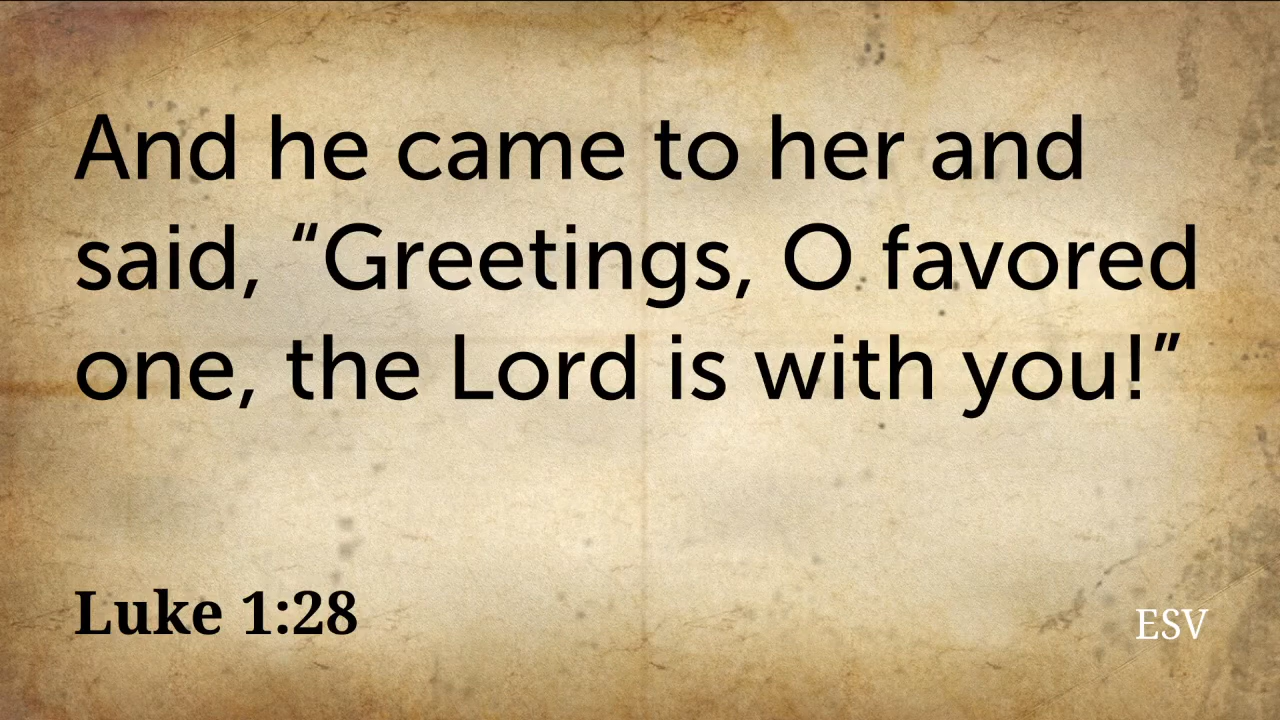 And he came to her and
said, “Greetings, O favored
one, the Lord is with you!”
Luke 1:28
ESV